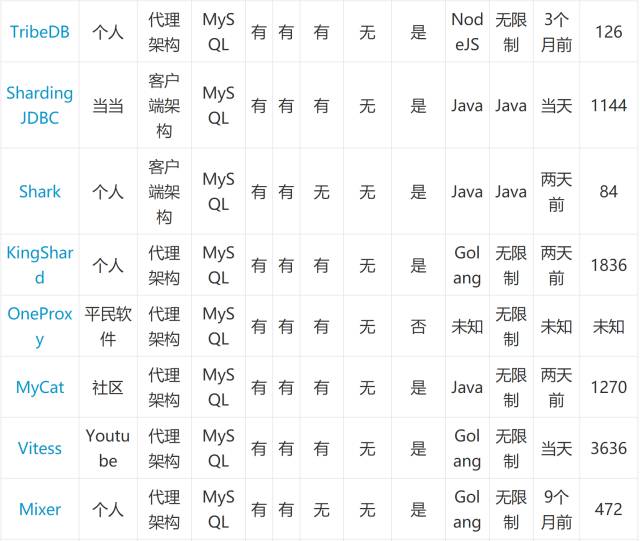 TribeDB 个人 代理架构 MySQL 有 有 有 无 是 NodeJS 无限制 3个月前 126
Sharding JDBC 当当 客户端架构 MySQL 有 有 有 无 是 Java Java 当天 1144
Shark 个人 客户端架构 MySQL 有 有 无 无 是 Java Java 两天前 84
KingShard 个人 代理架构 MySQL 有 有 有 无 是 Golang 无限制 两天前 1836
OneProxy 平民软件 代理架构 MySQL 有 有 有 无 否 未知 无限制 未知 未知
MyCat 社区 代理架构 MySQL 有 有 有 无 是 Java 无限制 两天前 1270
Vitess Youtube 代理架构 MySQL 有 有 有 无 是 Golang 无限制 当天 3636
Mixer 个人 代理架构 MySQL 有 有 无 无 是 Golang 无限制 9个月前 472